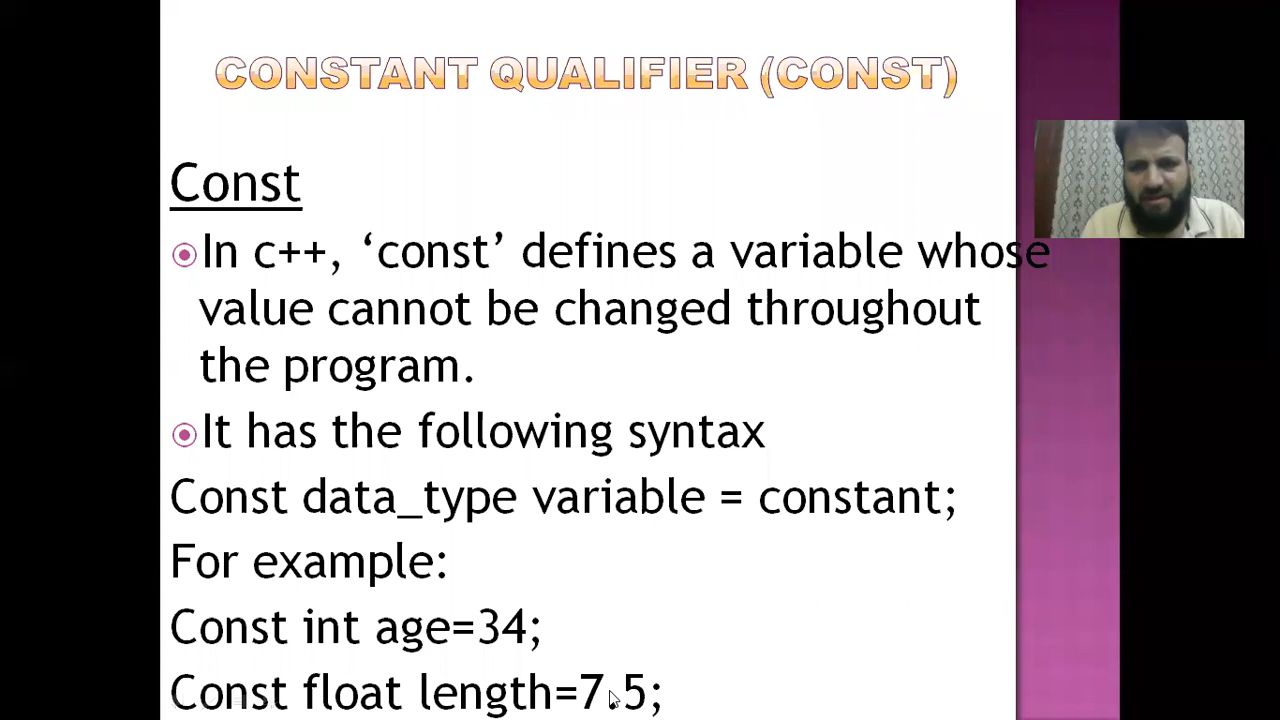 CONSTANT QUALIFIER (CONST)
Const
In c++, ‘const’ defines a variable whose
value cannot be changed throughout
the program.
It has the following syntax
Const data_type variable = constant;
For example:
Const int age=34;
Const float length=7.5;